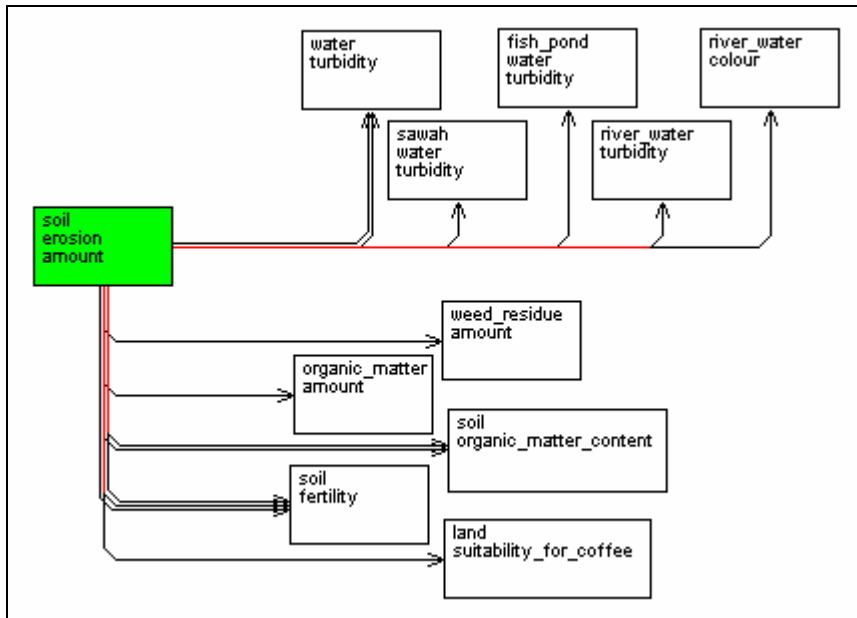 water
turbidity
fish_pond
water
turbidity
river_water
colour
sawah
water
turbidity
river_water
turbidity
soil
erosion
amount
weed_residue
amount
organic_matter
amount
soil
organic_matter_content
soil
fertility
land
suitability_for_coffee